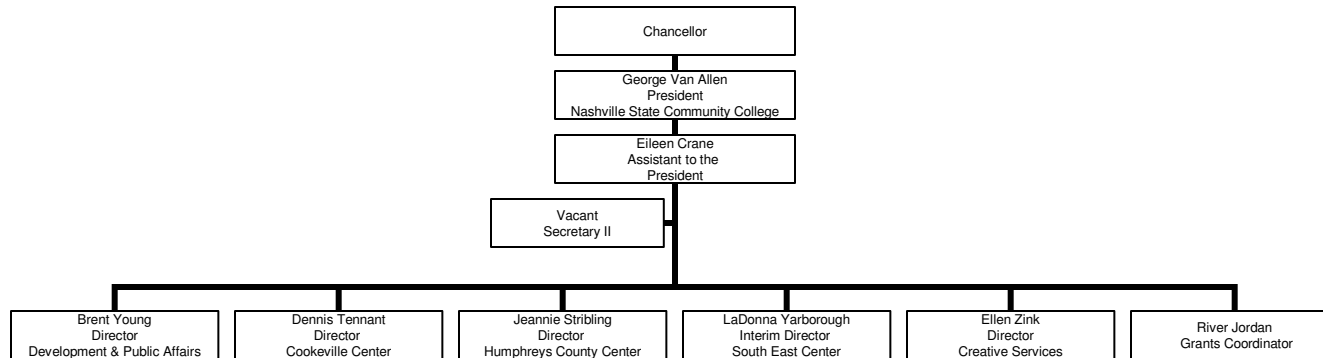 Chancellor
George Van Allen
President
Nashville State Community College
Eileen Crane
Assistant to the
President
Vacant
Secretary II
Brent Young
Director
Development & Public Affairs
Dennis Tennant
Director
Cookeville Center
Jeannie Stribling
Director
Humphreys County Center
LaDonna Yarborough
Interim Director
South East Center
Ellen Zink
Director
Creative Services
River Jordan
Grants Coordinator